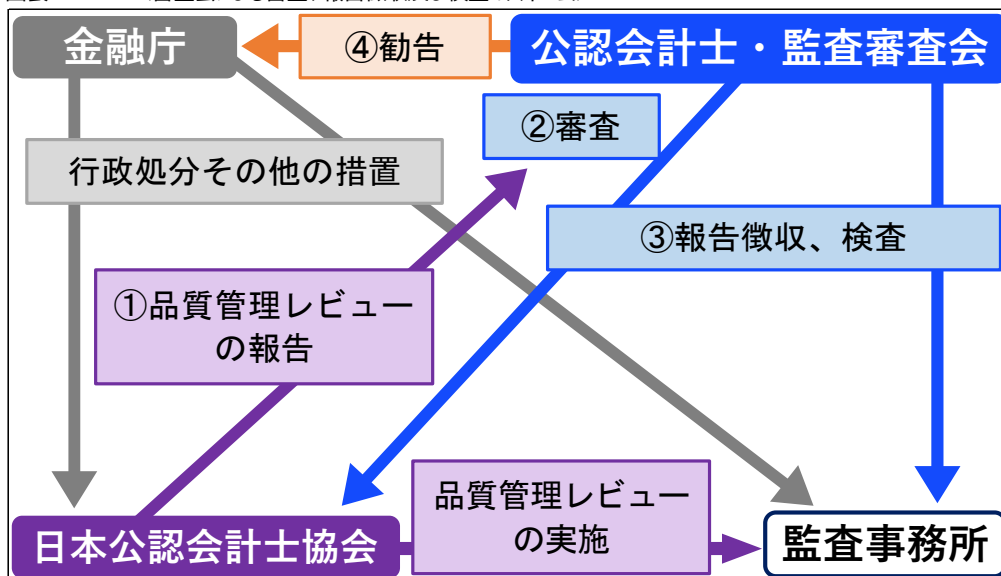 金融庁
④勧告
公認会計士・監査審査会
②審査
行政処分その他の措置
③報告徴収、検査
①品質管理レビュー
の報告
品質管理レビュー
の実施
日本公認会計士協会
監査事務所